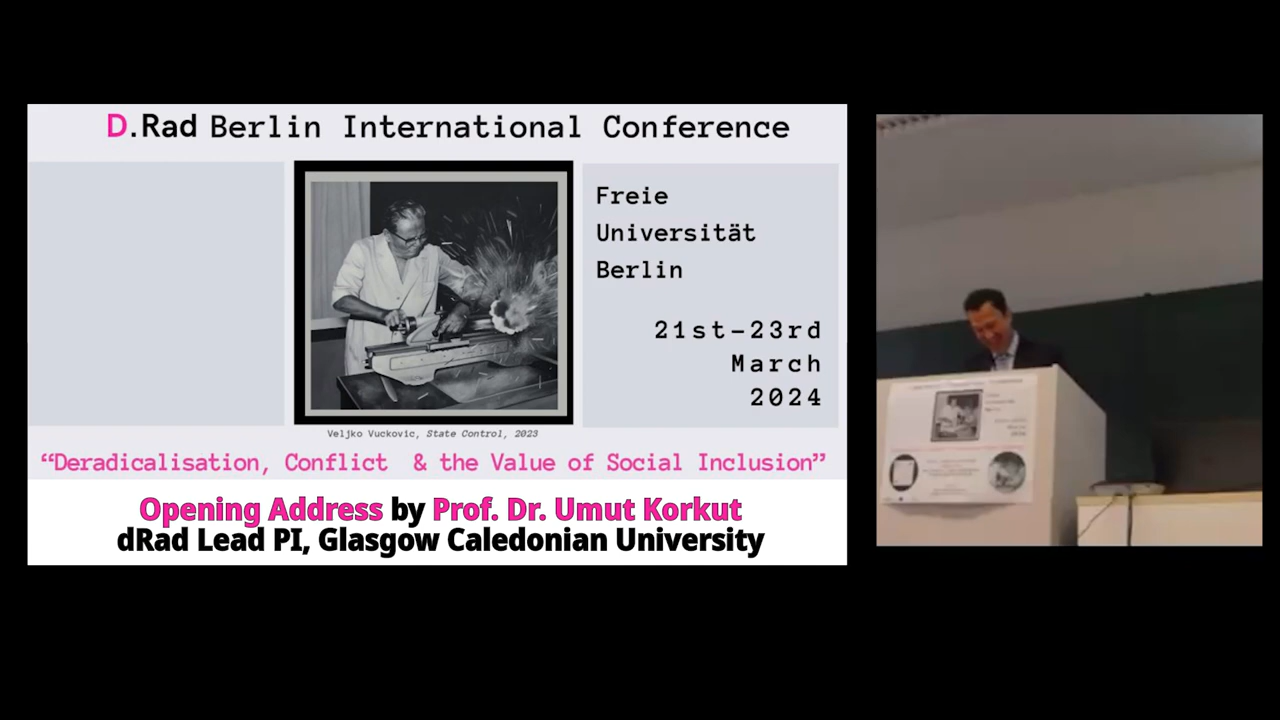 D.Rad Berlin International Conference
Freie
Universität
Berlin
21st-23rd
March
2024
Veljko Vuckovic, State Control, 2023
“Deradicalisation, Conflict & the Value of Social Inclusion”
Opening Address by Prof. Dr. Umut Korkut
dRad Lead PI, Glasgow Caledonian University